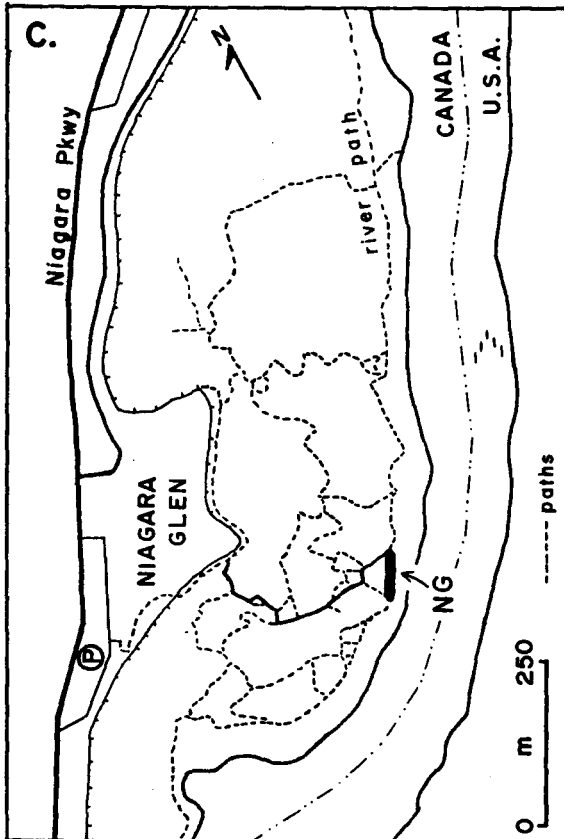 C.
N
Niagara Pkwy
river path
CANADA
U.S.A.
NIAGARA
GLEN
P
NG
-----paths
0 m 250